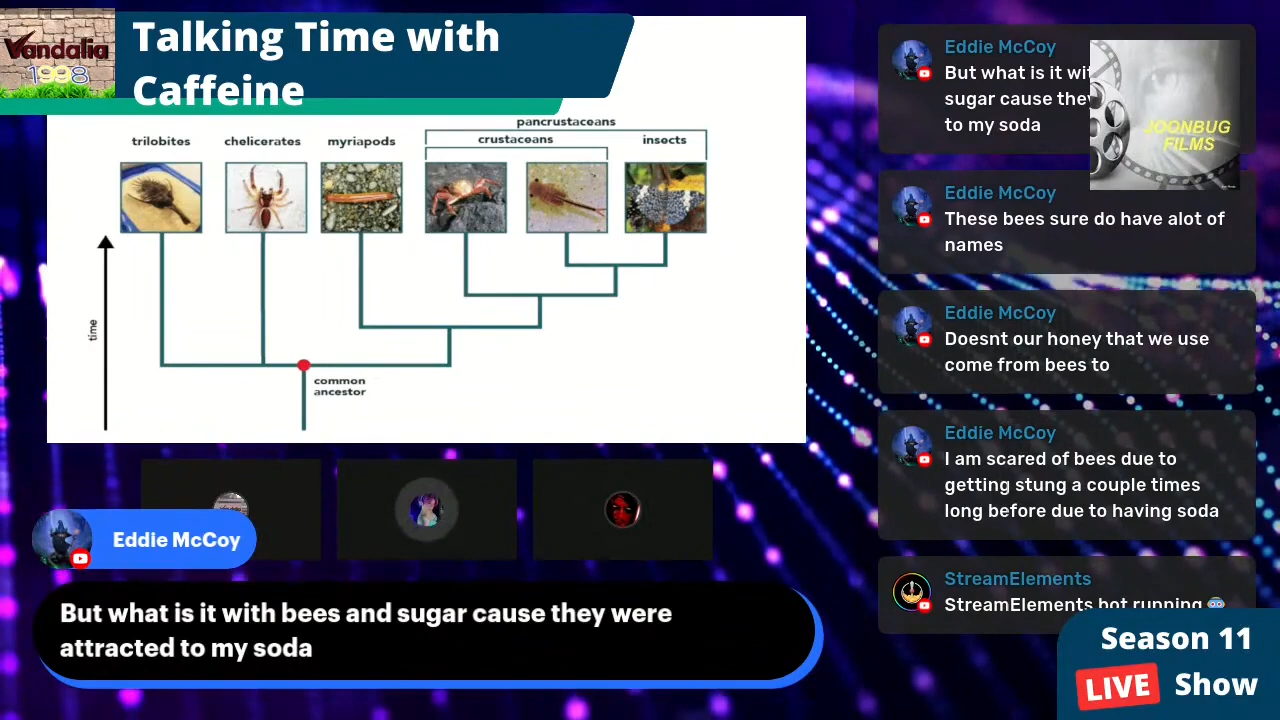 Vandalia
1998
Talking Time with
Caffeine
pancrustaceans
trilobites
chelicerates
myriapods
crustaceans
insects
time
common
ancestor
Eddie McCoy
But what is it with bees and sugar cause they were
attracted to my soda
Eddie McCoy
But what is it wit
sugar cause they
to my soda
JOONBUG
FILMS
Eddie McCoy
These bees sure do have alot of
names
Eddie McCoy
Doesnt our honey that we use
come from bees to
Eddie McCoy
I am scared of bees due to
getting stung a couple times
long before due to having soda
StreamElements
StreamElements bot running
Season 11
LIVE Show